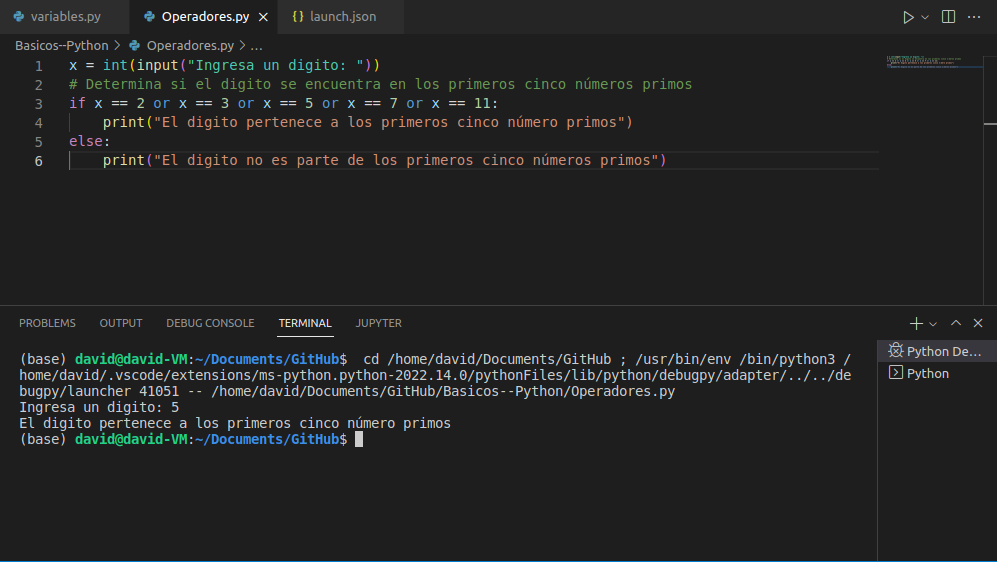 variables.py Operadores.py launch.json
Basicos--Python > Operadores.py > ...
1 x = int(input("Ingresa un digito: "))
2 # Determina si el digito se encuentra en los primeros cinco números primos
3 if x == 2 or x == 3 or x == 5 or x == 7 or x == 11:
4 print("El digito pertenece a los primeros cinco número primos")
5 else:
6 print("El digito no es parte de los primeros cinco números primos")
PROBLEMS OUTPUT DEBUG CONSOLE TERMINAL JUPYTER
(base) david@david-VM:~/Documents/GitHub$ cd /home/david/Documents/GitHub ; /usr/bin/env /bin/python3 /
home/david/.vscode/extensions/ms-python.python-2022.14.0/pythonFiles/lib/python/debugpy/adapter/../../de
bugpy/launcher 41051 -- /home/david/Documents/GitHub/Basicos--Python/Operadores.py
Ingresa un digito: 5
El digito pertenece a los primeros cinco número primos
(base) david@david-VM:~/Documents/GitHub$
Python De...
Python